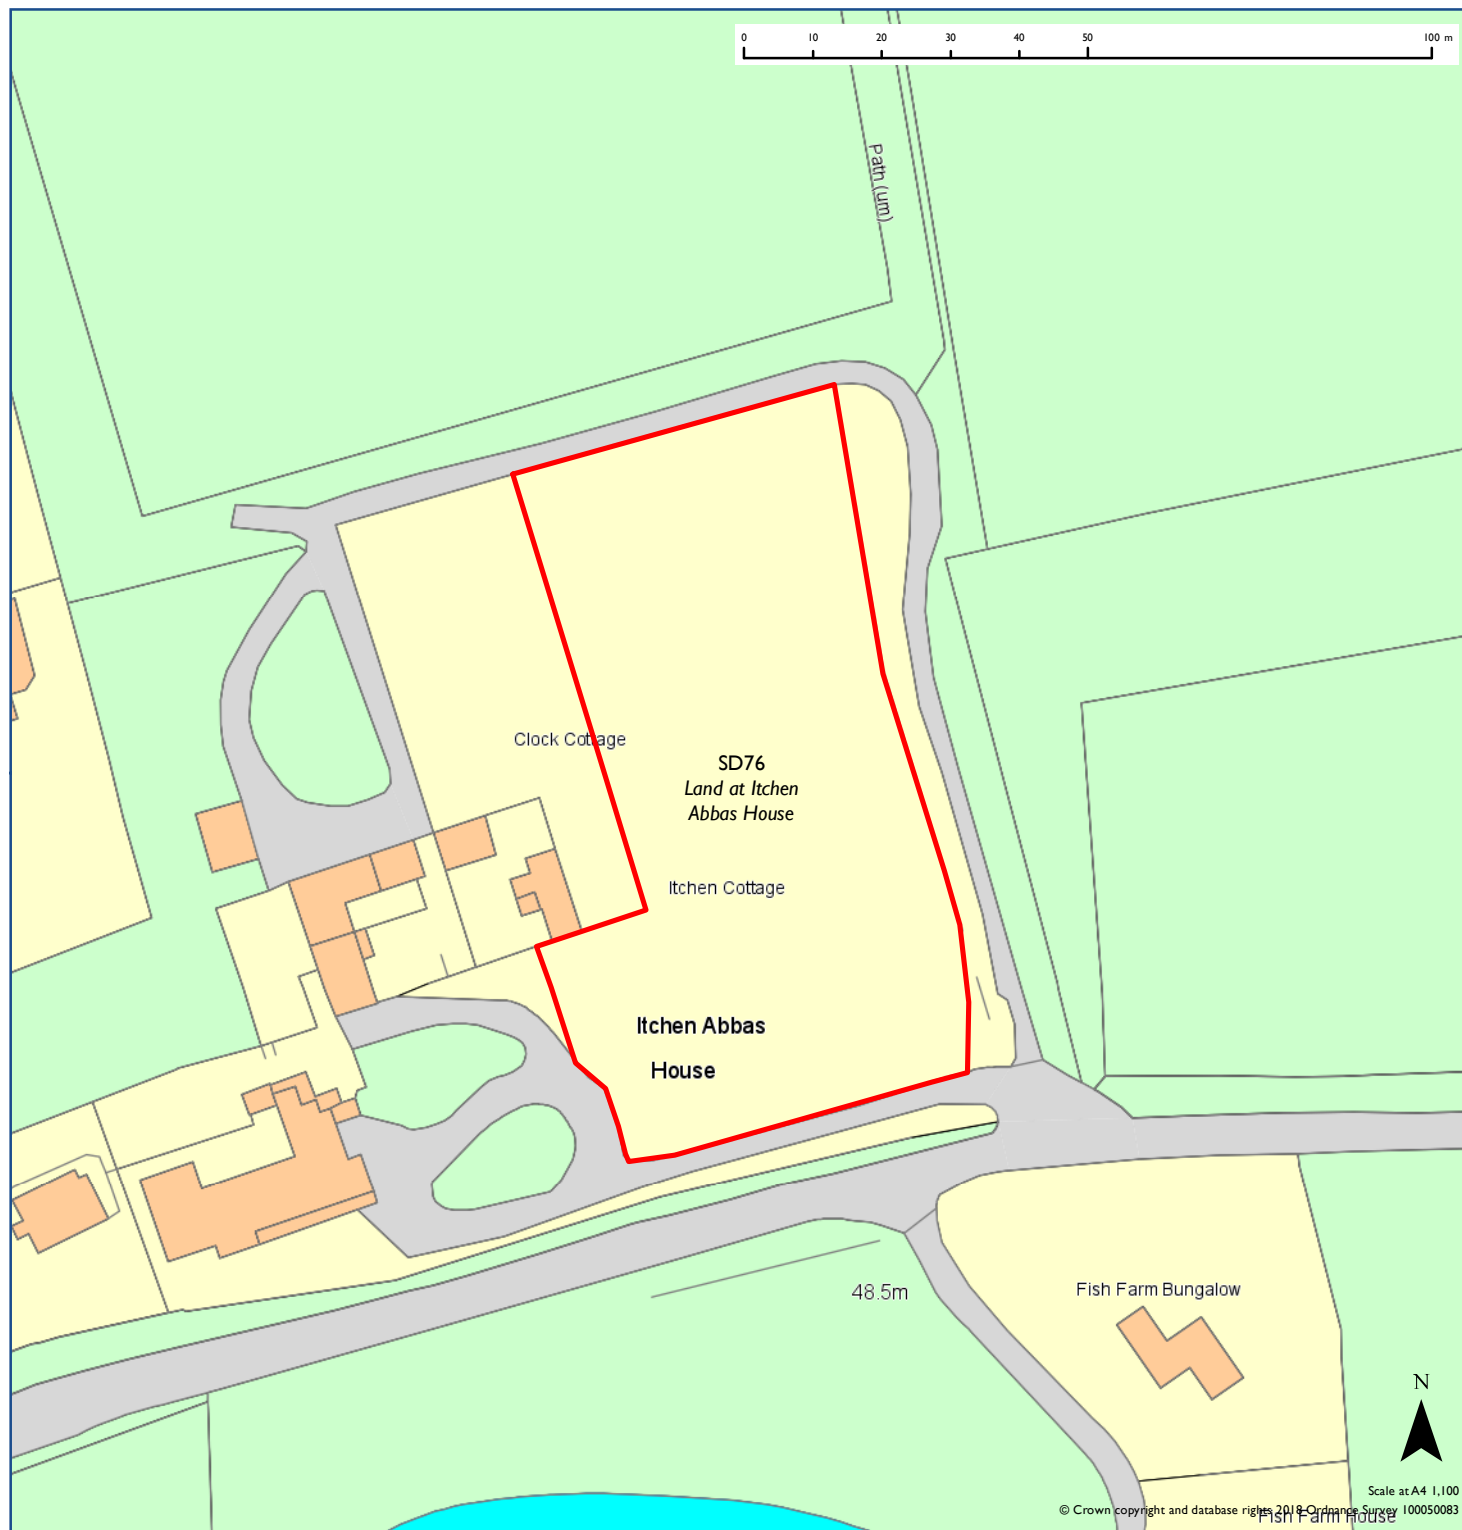 0 10 20 30 40 50 100 m
Path (um)
Clock Cottage
SD76
Land at Itchen
Abbas House
Itchen Cottage
Itchen Abbas
House
48.5m
Fish Farm Bungalow
N
Scale at A4 1,100
© Crown copyright and database rights 2018 Ordnance Survey 100050083
Fish Farm House